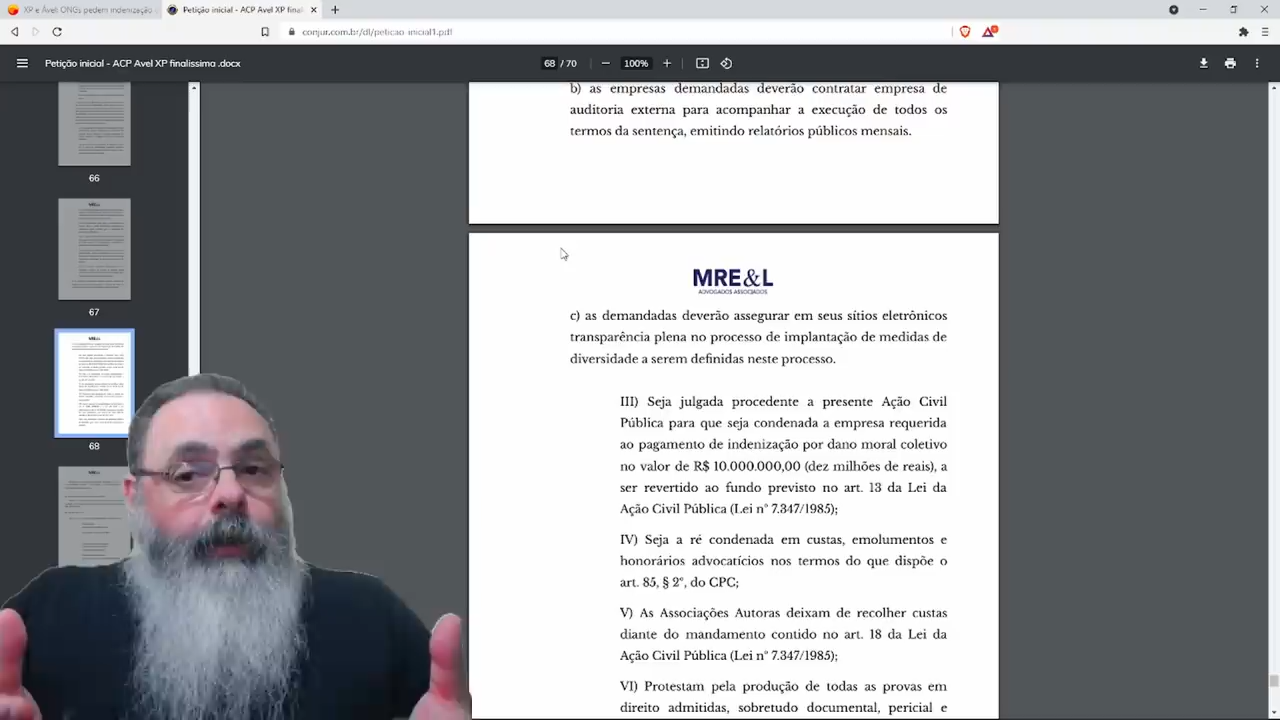 XP e Ável: ONGs pedem indenização
Petição inicial - ACP Avel XP final
conjur.com.br/dl/peticao-inicial1.pdf
Petição inicial - ACP Avel XP finalissima .docx
68 / 70
100%
66
67
68
b) as empresas demandadas deverão contratar empresa de
auditoria externa para acompanhar a execução de todos os
termos da sentença, emitindo relatórios públicos mensais.
MRE&L
ADVOGADOS ASSOCIADOS
c) as demandadas deverão assegurar em seus sítios eletrônicos
transparência plena no processo de implantação de medidas de
diversidade a serem definidas neste processo.
III) Seja julgada procedente a presente Ação Civil
Pública para que seja condenada a empresa requerida
ao pagamento de indenização por dano moral coletivo
no valor de R$ 10.000.000,00 (dez milhões de reais), a
ser revertido ao fundo previsto no art. 13 da Lei da
Ação Civil Pública (Lei nº 7.347/1985);
IV) Seja a ré condenada em custas, emolumentos e
honorários advocatícios nos termos do que dispõe o
art. 85, § 2º, do CPC;
V) As Associações Autoras deixam de recolher custas
diante do mandamento contido no art. 18 da Lei da
Ação Civil Pública (Lei nº 7.347/1985);
VI) Protestam pela produção de todas as provas em
direito admitidas, sobretudo documental, pericial e